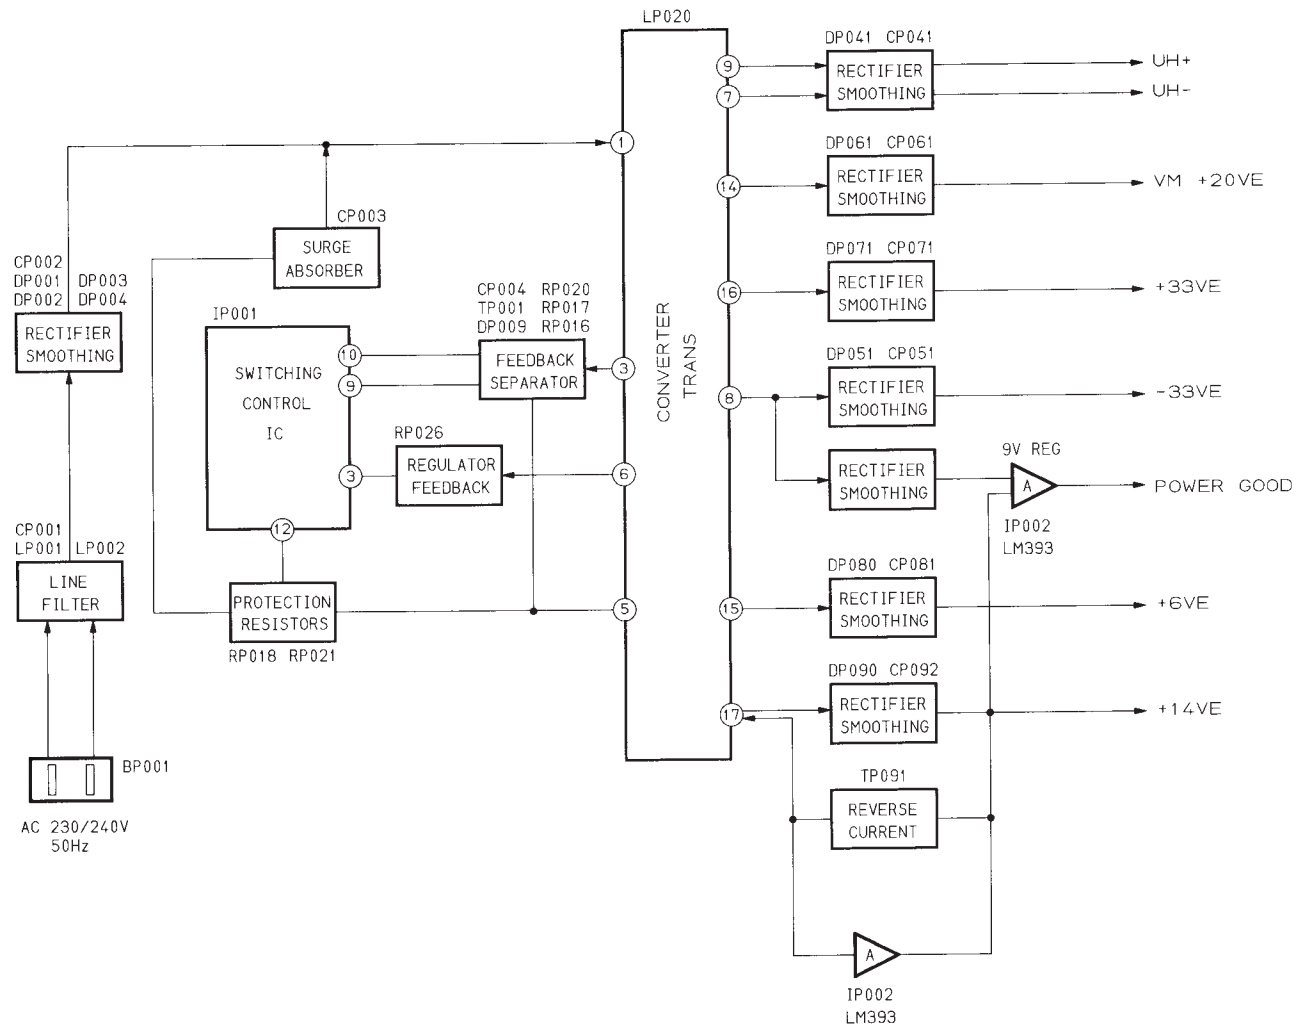 LP020
DP041 CP041
9
RECTIFIER
SMOOTHING
UH+
7
UH-
1
DP061 CP061
RECTIFIER
SMOOTHING
14
VM +20VE
CP003
SURGE
ABSORBER
DP071 CP071
RECTIFIER
SMOOTHING
16
+33VE
CP002
DP001 DP003
DP002 DP004
RECTIFIER
SMOOTHING
IP001
SWITCHING
CONTROL
IC
10
9
3
12
CP004 RP020
TP001 RP017
DP009 RP016
FEEDBACK
SEPARATOR
3
CONVERTER
TRANS
DP051 CP051
RECTIFIER
SMOOTHING
8
-33VE
RP026
REGULATOR
FEEDBACK
6
RECTIFIER
SMOOTHING
9V REG
A
POWER GOOD
IP002
LM393
CP001
LP001 LP002
LINE
FILTER
PROTECTION
RESISTORS
RP018 RP021
5
DP080 CP081
RECTIFIER
SMOOTHING
15
+6VE
DP090 CP092
RECTIFIER
SMOOTHING
17
+14VE
BP001
AC 230/240V
50Hz
TP091
REVERSE
CURRENT
A
IP002
LM393